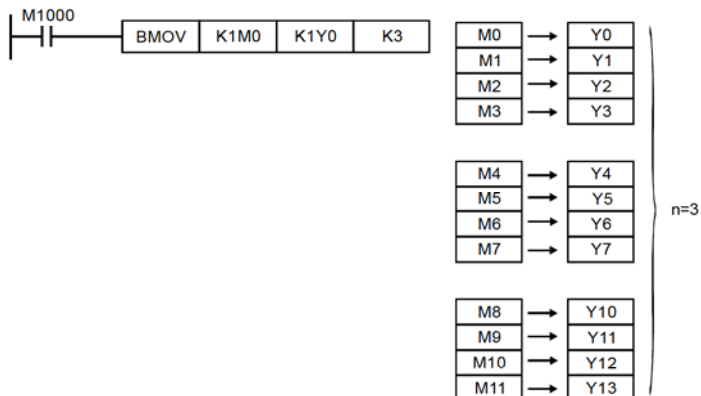 M1000
BMOV K1M0 K1Y0 K3
M0 Y0
M1 Y1
M2 Y2
M3 Y3
M4 Y4
M5 Y5
M6 Y6
M7 Y7
n=3
M8 Y10
M9 Y11
M10 Y12
M11 Y13